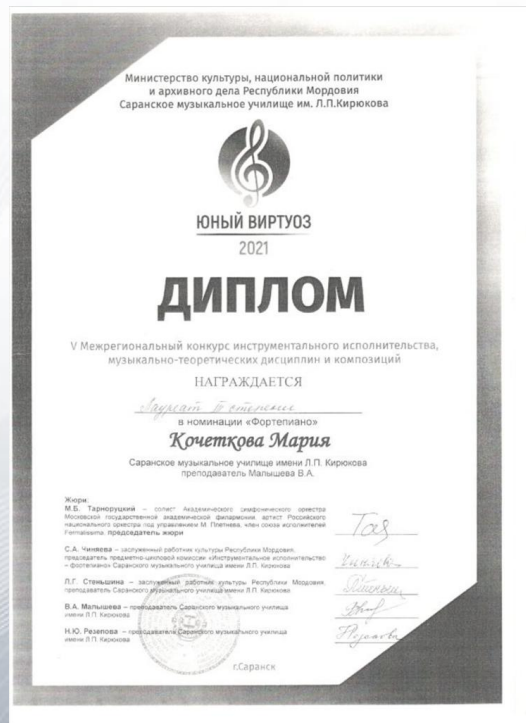 Министерство культуры, национальной политики
и архивного дела Республики Мордовия
Саранское музыкальное училище им. Л.П.Кирюкова
ЮНЫЙ ВИРТУОЗ
2021
ДИПЛОМ
V Межрегиональный конкурс инструментального исполнительства,
музыкально-теоретических дисциплин и композиций
НАГРАЖДАЕТСЯ
Лауреат II степени
в номинации «Фортепиано»
Кочеткова Мария
Саранское музыкальное училище имени Л.П. Кирюкова
преподаватель Малышева В.А.
Жюри:
М.Б. Тарноруцкий – солист Академического симфонического оркестра
Московской государственной академической филармонии, артист Российского
национального оркестра под управлением М. Плетнева, член союза исполнителей
председатель жюри
С.А. Чиняева – заслуженный работник культуры Республики Мордовия,
председатель предметно-цикловой комиссии «Инструментальное исполнительство
– фортепиано» Саранского музыкального училища имени Л.П. Кирюкова
Л.Г. Стеньшина – заслуженный работник культуры Республики Мордовия,
преподаватель Саранского музыкального училища имени Л.П. Кирюкова
В.А. Малышева – преподаватель Саранского музыкального училища
имени Л.П. Кирюкова
Н.Ю. Резепова – преподаватель Саранского музыкального училища
имени Л.П. Кирюкова
г.Саранск